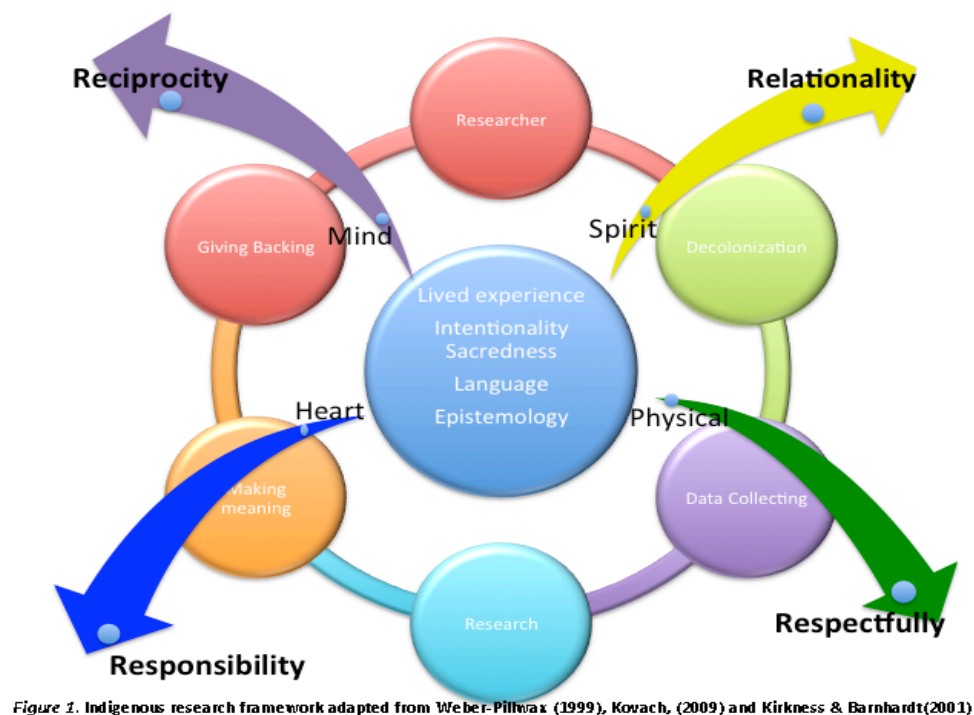 Reciprocity
Relationality
Researcher
Giving Backing
Mind
Spirit
Decolonization
Lived experience
Intentionality
Sacredness
Language
Epistemology
Heart
Physical
Making
meaning
Data Collecting
Research
Responsibility
Respectfully
Figure 1. Indigenous research framework adapted from Weber-Pillwax (1999), Kovach, (2009) and Kirkness & Barnhardt(2001)